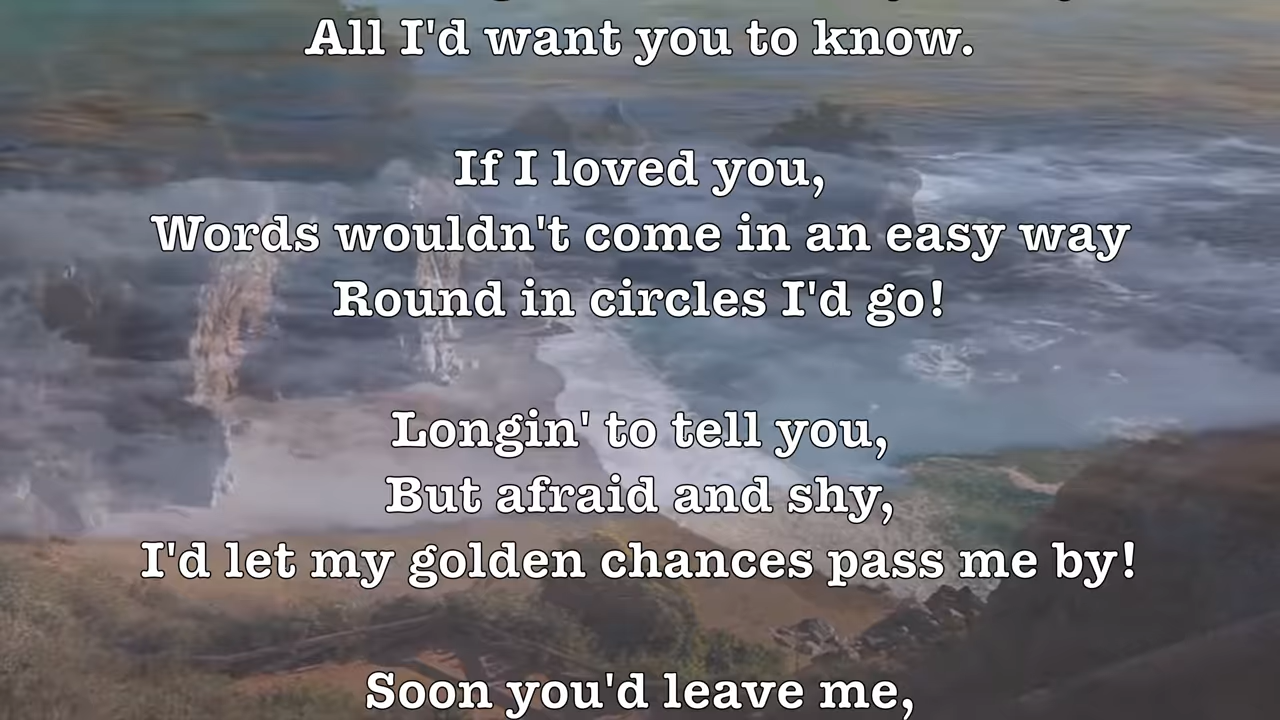 All I'd want you to know.
If I loved you,
Words wouldn't come in an easy way
Round in circles I'd go!
Longin' to tell you,
But afraid and shy,
I'd let my golden chances pass me by!
Soon you'd leave me,